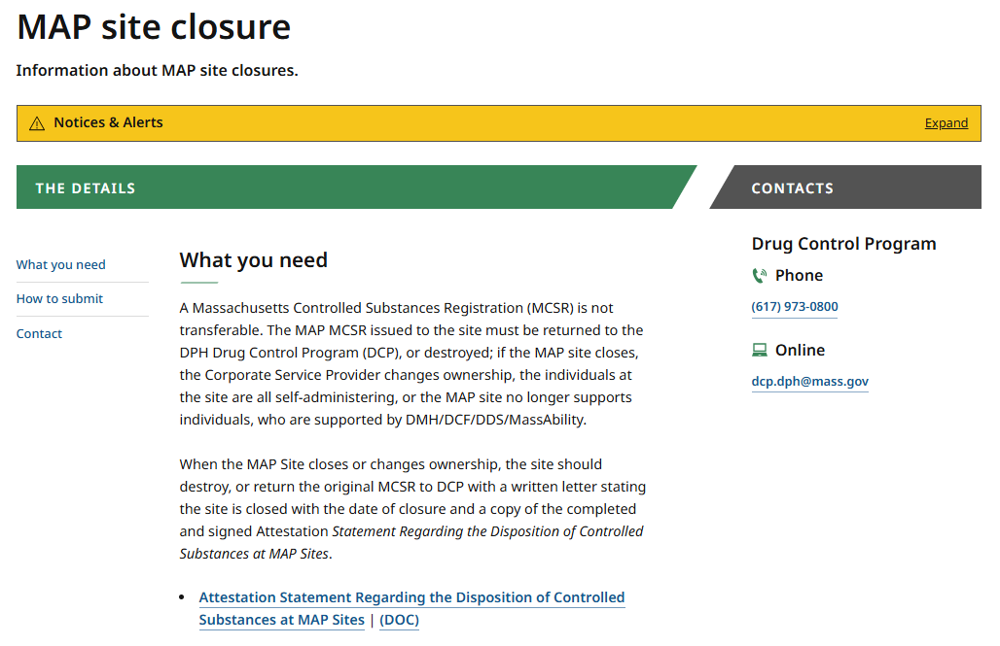 MAP site closure
Information about MAP site closures.
Notices & Alerts
Expand
THE DETAILS
CONTACTS
What you need
How to submit
Contact
What you need
A Massachusetts Controlled Substances Registration (MCSR) is not
transferable. The MAP MCSR issued to the site must be returned to the
DPH Drug Control Program (DCP), or destroyed; if the MAP site closes,
the Corporate Service Provider changes ownership, the individuals at
the site are all self-administering, or the MAP site no longer supports
individuals, who are supported by DMH/DCF/DDS/MassAbility.
When the MAP Site closes or changes ownership, the site should
destroy, or return the original MCSR to DCP with a written letter stating
the site is closed with the date of closure and a copy of the completed
and signed Attestation Statement Regarding the Disposition of Controlled
Substances at MAP Sites.
• Attestation Statement Regarding the Disposition of Controlled
Substances at MAP Sites | (DOC)
Drug Control Program
Phone
(617) 973-0800
Online
dcp.dph@mass.gov